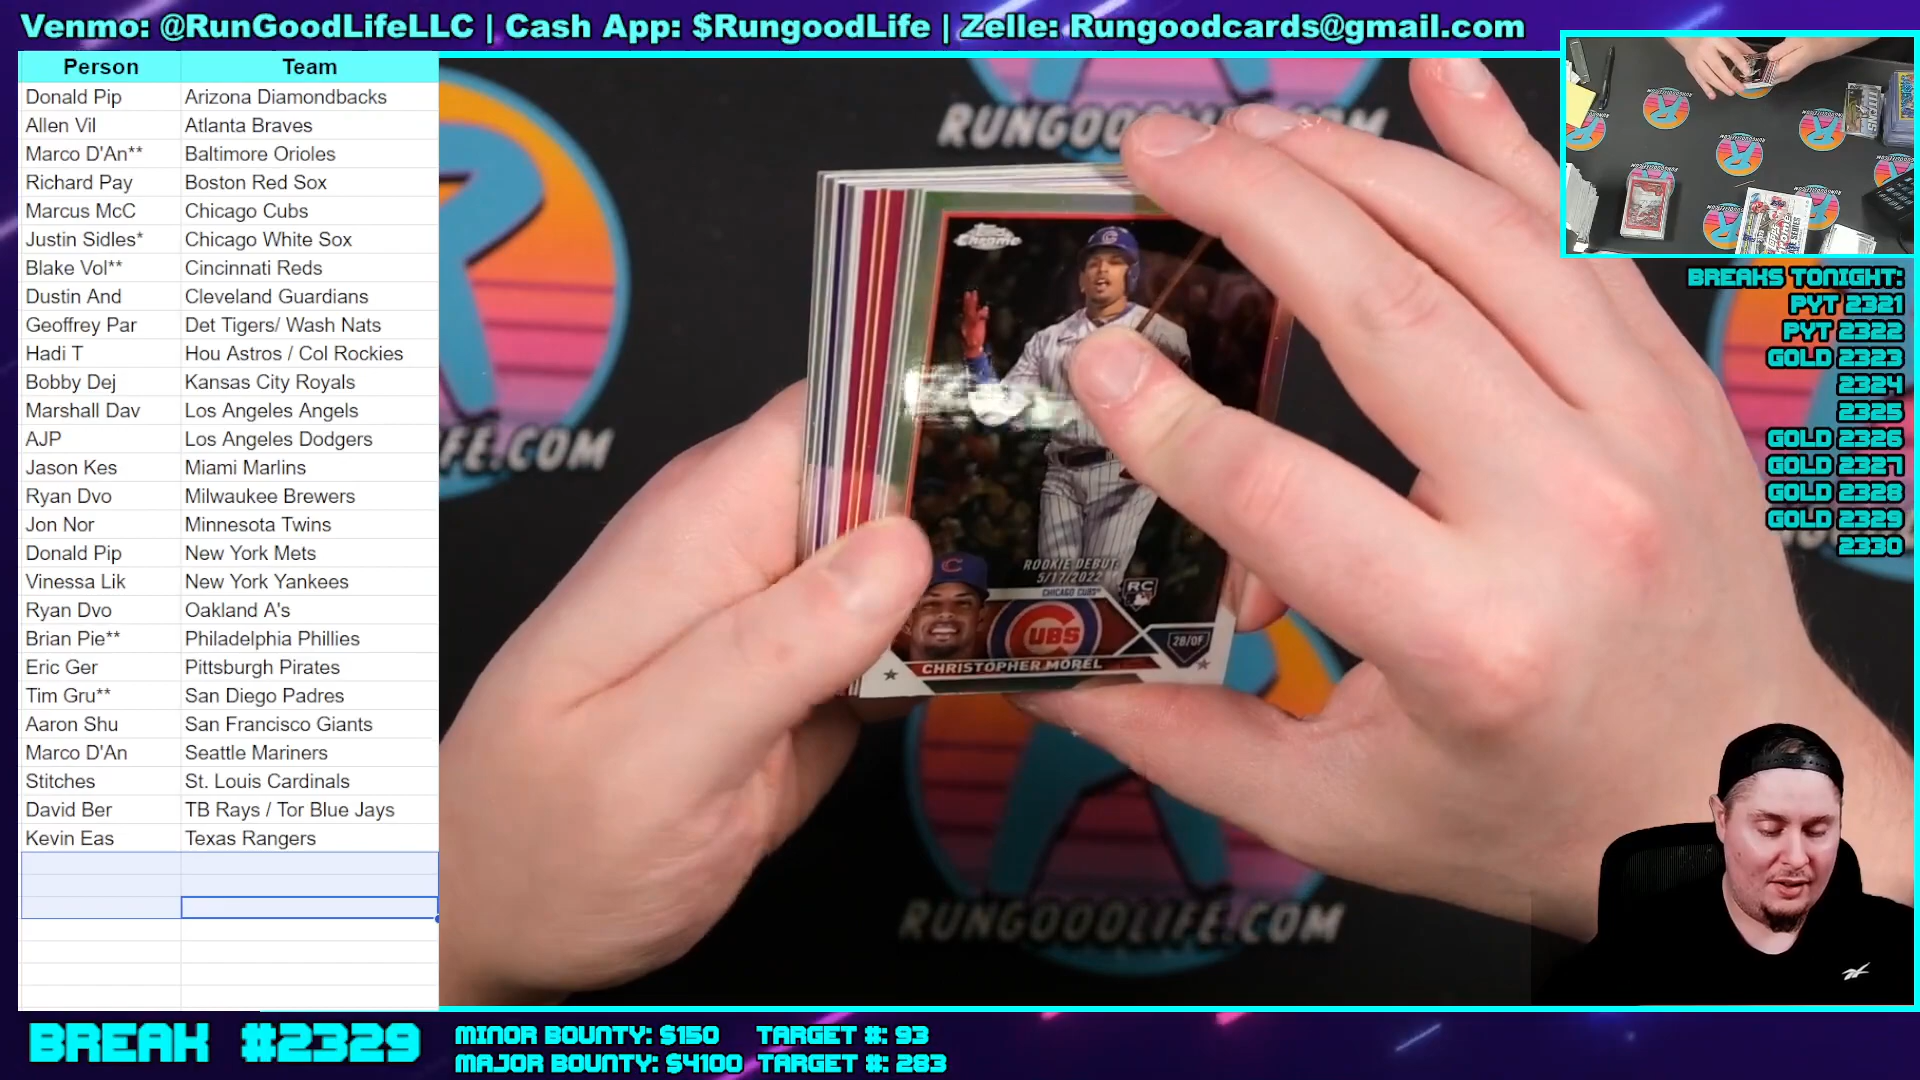 Venmo: @RunGoodLifeLLC | Cash App: $RungoodLife | Zelle: Rungoodcards@gmail.com
Person Team
Donald Pip Arizona Diamondbacks
Allen Vil Atlanta Braves
Marco D'An** Baltimore Orioles
Richard Pay Boston Red Sox
Marcus McC Chicago Cubs
Justin Sidles* Chicago White Sox
Blake Vol** Cincinnati Reds
Dustin And Cleveland Guardians
Geoffrey Par Det Tigers/ Wash Nats
Hadi T Hou Astros / Col Rockies
Bobby Dej Kansas City Royals
Marshall Dav Los Angeles Angels
AJP Los Angeles Dodgers
Jason Kes Miami Marlins
Ryan Dvo Milwaukee Brewers
Jon Nor Minnesota Twins
Donald Pip New York Mets
Vinessa Lik New York Yankees
Ryan Dvo Oakland A's
Brian Pie** Philadelphia Phillies
Eric Ger Pittsburgh Pirates
Tim Gru** San Diego Padres
Aaron Shu San Francisco Giants
Marco D'An Seattle Mariners
Stitches St. Louis Cardinals
David Ber TB Rays / Tor Blue Jays
Kevin Eas Texas Rangers
RUNGOO
FE.COM
Topps
Chrome
C
ROOKIE DEBUT
5/17/2022
CHICAGO CUBS
RC
C
CUBS
28/OF
CHRISTOPHER MOREL
RUNGOODLIFE.COM
BREAKS TONIGHT:
PYT 2321
PYT 2322
GOLD 2323
2324
2325
GOLD 2326
GOLD 2327
GOLD 2328
GOLD 2329
2330
BREAK #2329
MINOR BOUNTY: $150 TARGET #: 93
MAJOR BOUNTY: $4100 TARGET #: 283